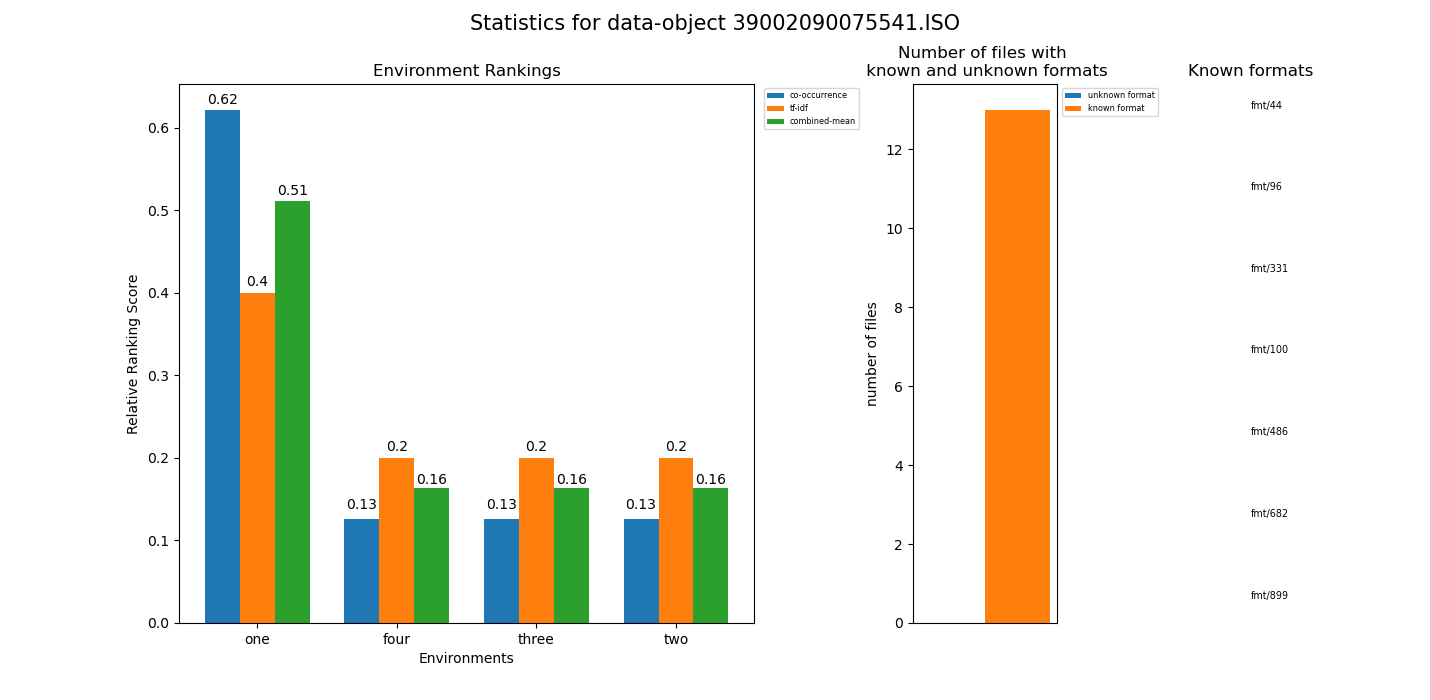 Statistics for data-object 39002090075541.ISO
Environment Rankings
Relative Ranking Score
0.6
0.5
0.4
0.3
0.2
0.1
0.0
0.62
0.4
0.51
0.13
0.2
0.16
0.13
0.2
0.16
0.13
0.2
0.16
one
four
three
two
Environments
co-occurrence
tf-idf
combined-mean
Number of files with
known and unknown formats
number of files
12
10
8
6
4
2
0
unknown format
known format
Known formats
fmt/44
fmt/96
fmt/331
fmt/100
fmt/486
fmt/682
fmt/899